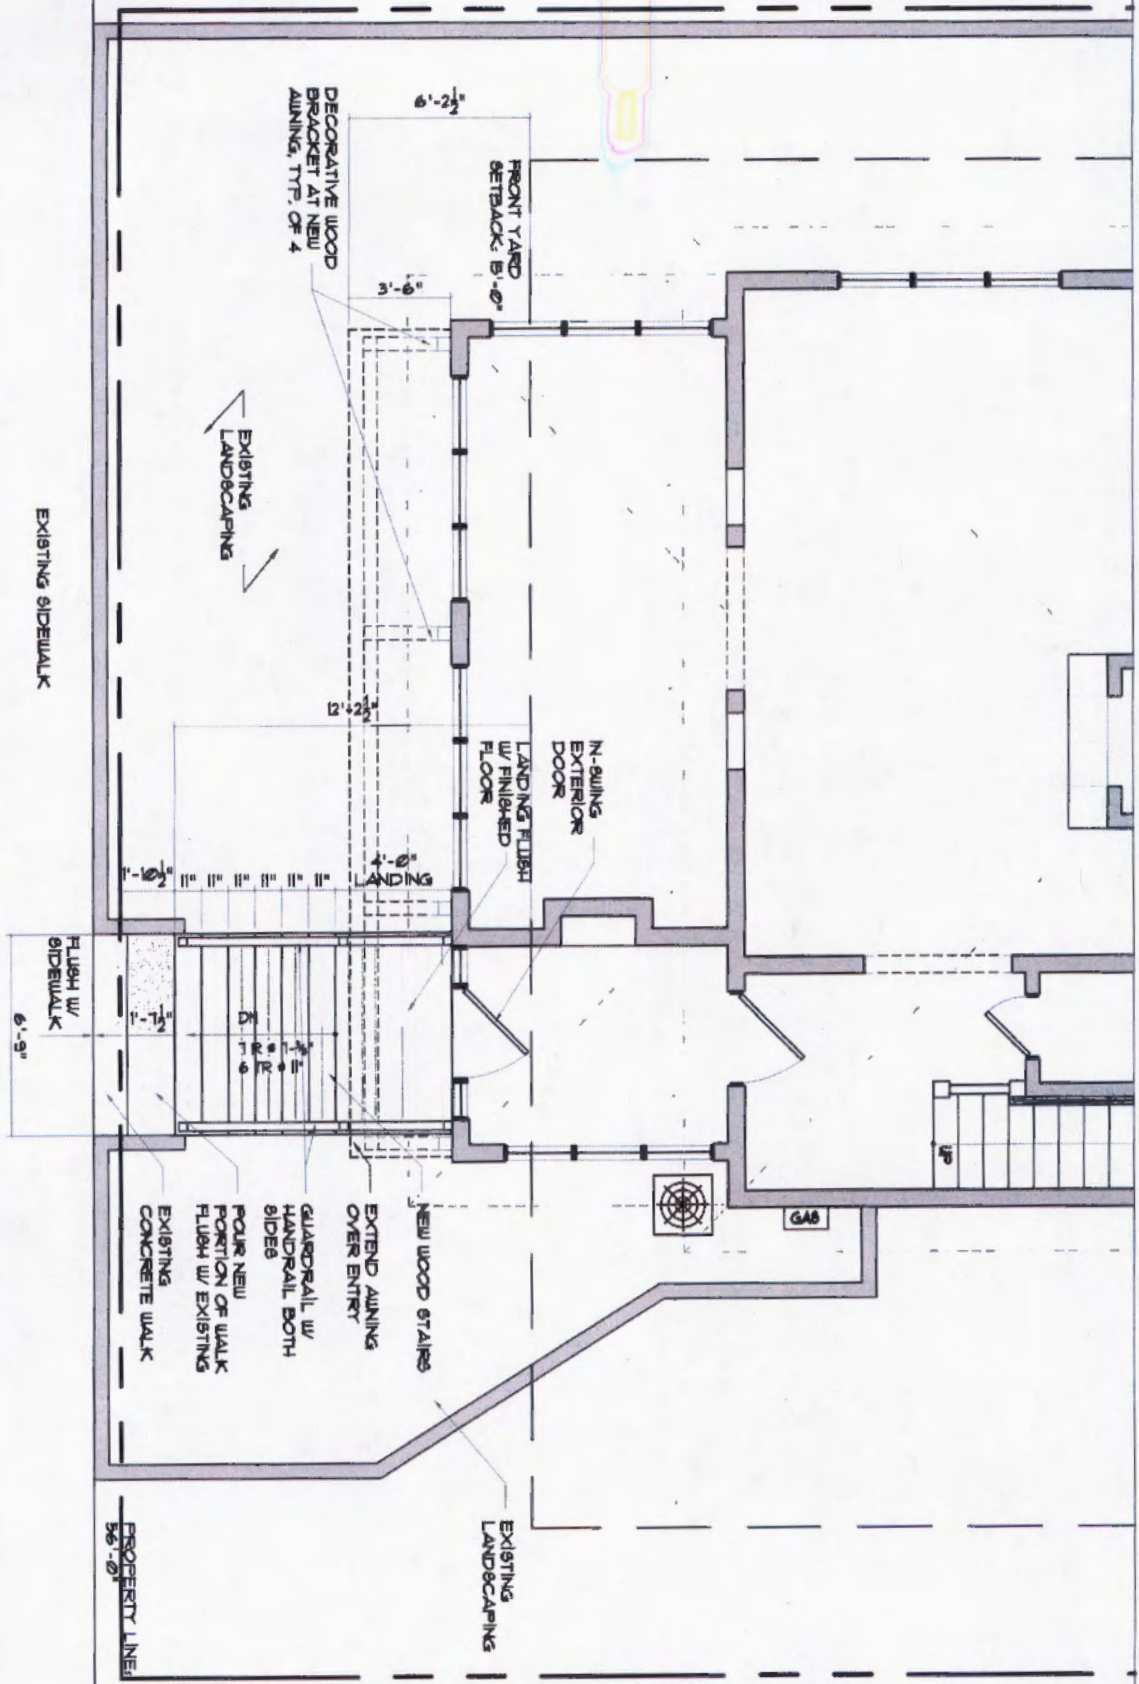 DECORATIVE WOOD
BRACKET AT NEW
AWNING, TYP. OF 4
6'-2½"
FRONT YARD
SETBACK: 15'-0"
3'-6"
EXISTING
LANDSCAPING
EXISTING SIDEWALK
12'-2½"
IN-SWING
EXTERIOR
DOOR
LANDING FLUSH
W/ FINISHED
FLOOR
4'-0"
LANDING
11"
11"
11"
11"
11"
11"
1'-10½"
FLUSH W/
SIDEWALK
6'-9"
1'-7½"
DN
6 TR @ 11"
UP
GAS
NEW WOOD STAIRS
EXTEND AWNING
OVER ENTRY
GUARDRAIL W/
HANDRAIL BOTH
SIDES
POUR NEW
PORTION OF WALK
FLUSH W/ EXISTING
EXISTING
CONCRETE WALK
EXISTING
LANDSCAPING
PROPERTY LINE:
56'-0"